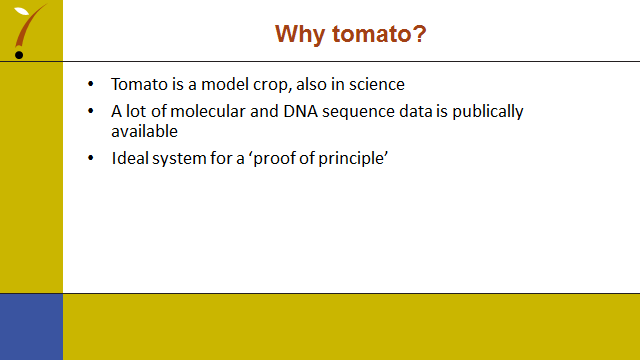 Why tomato?
• Tomato is a model crop, also in science
• A lot of molecular and DNA sequence data is publically
available
• Ideal system for a ‘proof of principle’